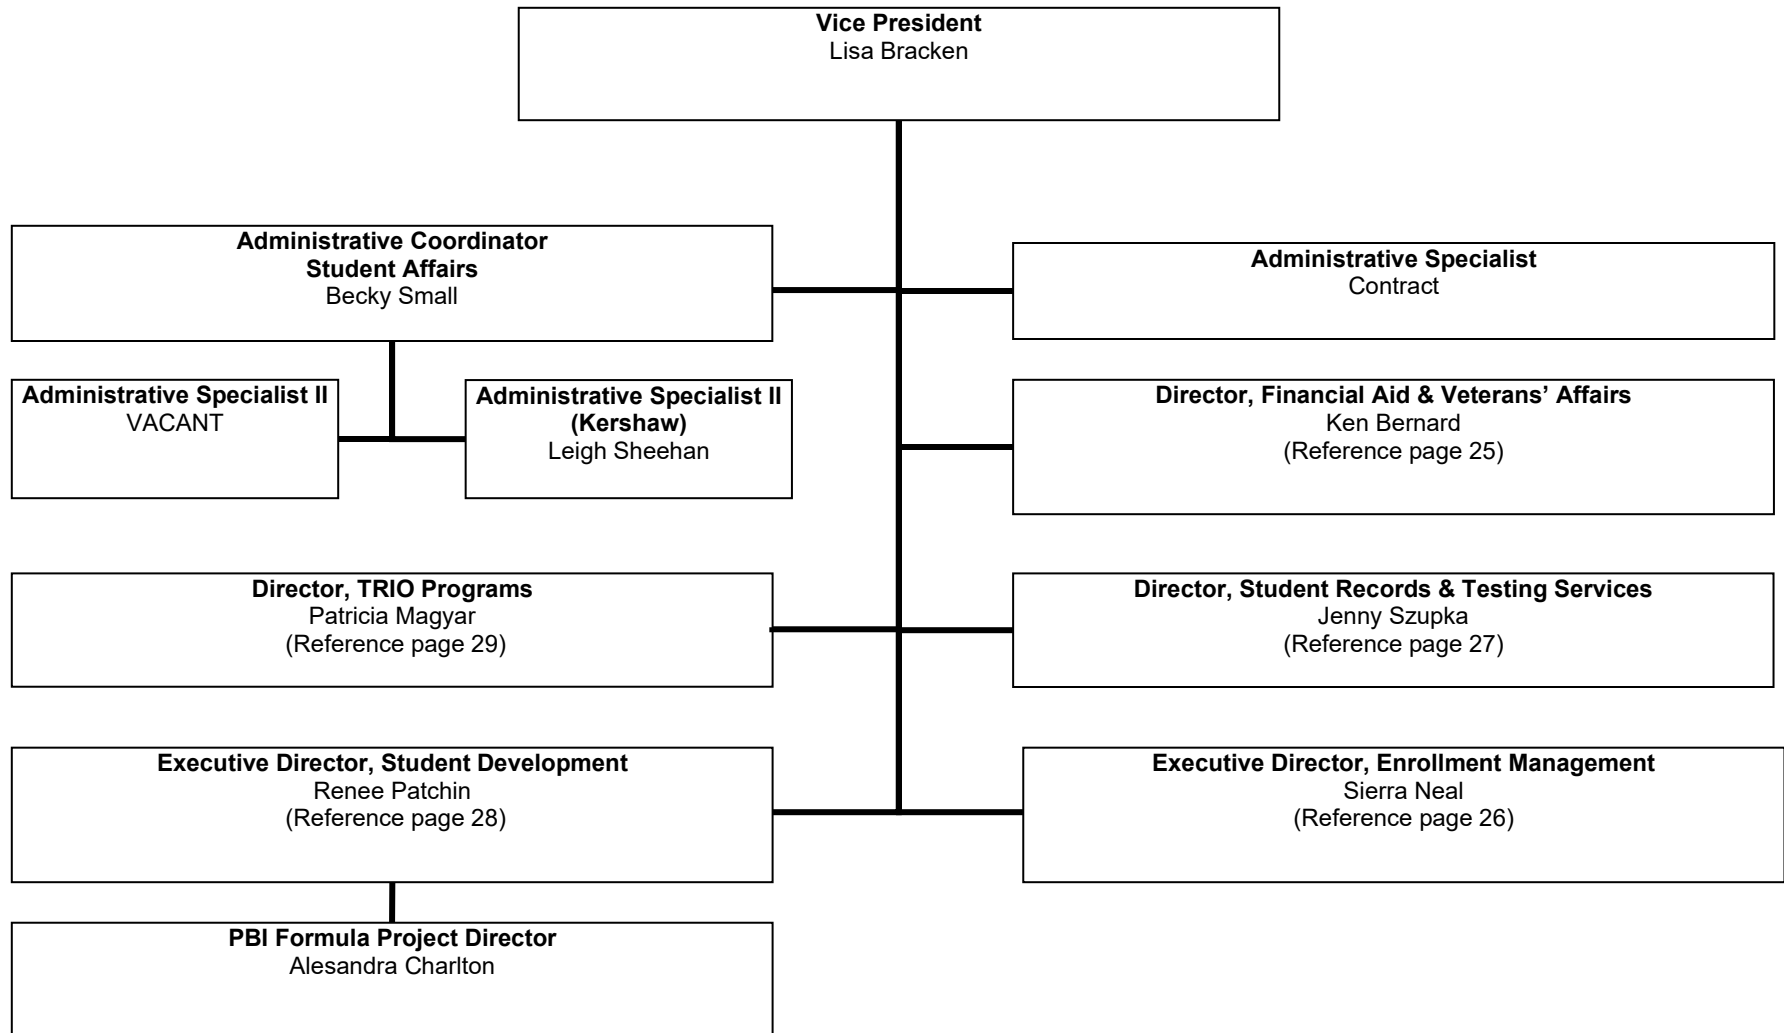 Vice President
Lisa Bracken
Administrative Coordinator
Student Affairs
Becky Small
Administrative Specialist
Contract
Administrative Specialist II
VACANT
Administrative Specialist II
(Kershaw)
Leigh Sheehan
Director, Financial Aid & Veterans’ Affairs
Ken Bernard
(Reference page 25)
Director, TRIO Programs
Patricia Magyar
(Reference page 29)
Director, Student Records & Testing Services
Jenny Szupka
(Reference page 27)
Executive Director, Student Development
Renee Patchin
(Reference page 28)
Executive Director, Enrollment Management
Sierra Neal
(Reference page 26)
PBI Formula Project Director
Alesandra Charlton